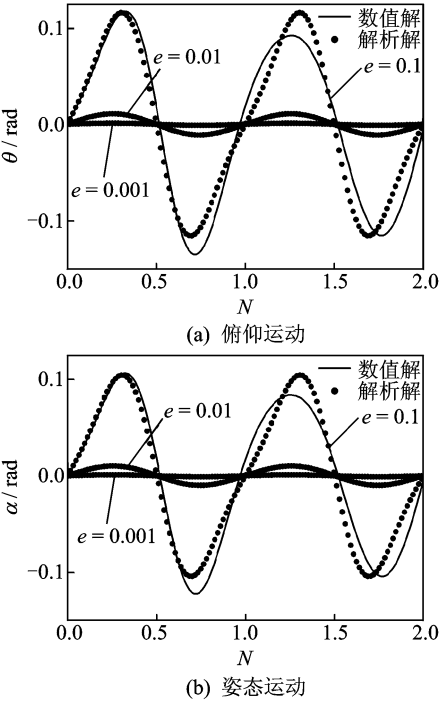 0.1
数值解
解析解
e = 0.01
e = 0.1
θ / rad
0.0
e = 0.001
−0.1
0.0 0.5 1.0 1.5 2.0
N
(a) 俯仰运动
0.1
数值解
解析解
e = 0.01
e = 0.1
α / rad
0.0
e = 0.001
−0.1
0.0 0.5 1.0 1.5 2.0
N
(b) 姿态运动